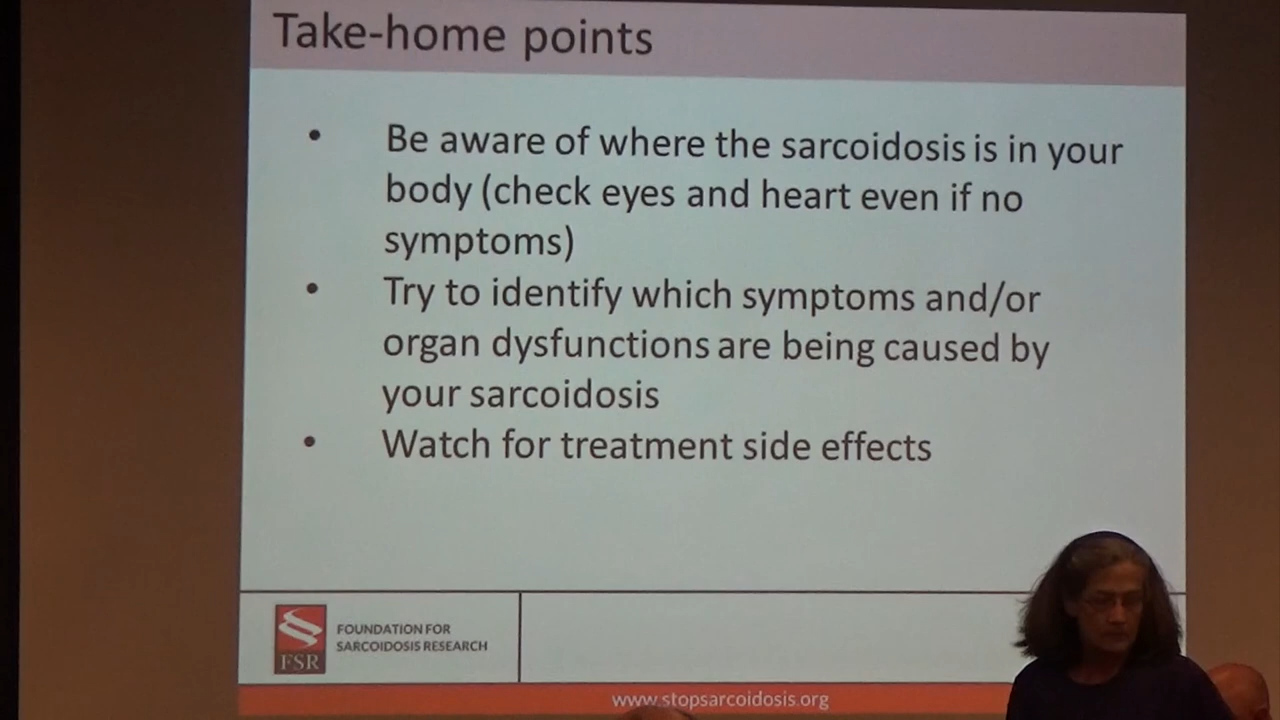 Take-home points
• Be aware of where the sarcoidosis is in your
body (check eyes and heart even if no
symptoms)
• Try to identify which symptoms and/or
organ dysfunctions are being caused by
your sarcoidosis
• Watch for treatment side effects
FSR
FOUNDATION FOR
SARCOIDOSIS RESEARCH
www.stopsarcoidosis.org